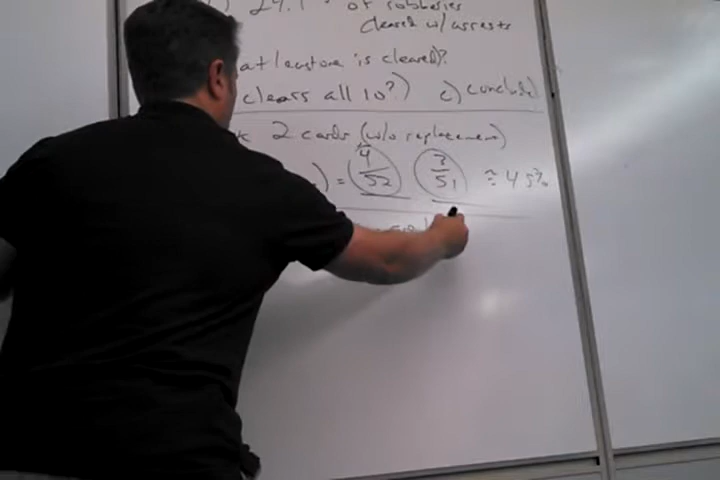 24.1 % of robberies
cleared w/ arrests
at least one is cleared)?
clears all 10?) c) conclude!
2 cards (w/o replacement)
) = (4/52) (3/51) ≅ .45%